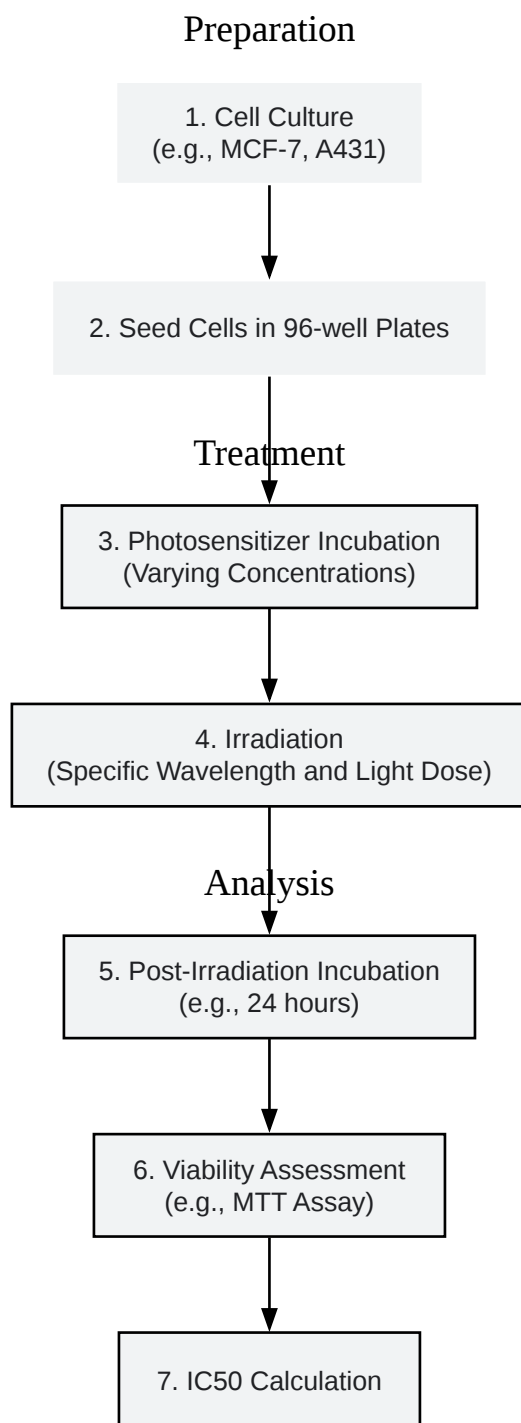 Preparation
1. Cell Culture
(e.g., MCF-7, A431)
2. Seed Cells in 96-well Plates
Treatment
3. Photosensitizer Incubation
(Varying Concentrations)
4. Irradiation
(Specific Wavelength and Light Dose)
Analysis
5. Post-Irradiation Incubation
(e.g., 24 hours)
6. Viability Assessment
(e.g., MTT Assay)
7. IC50 Calculation